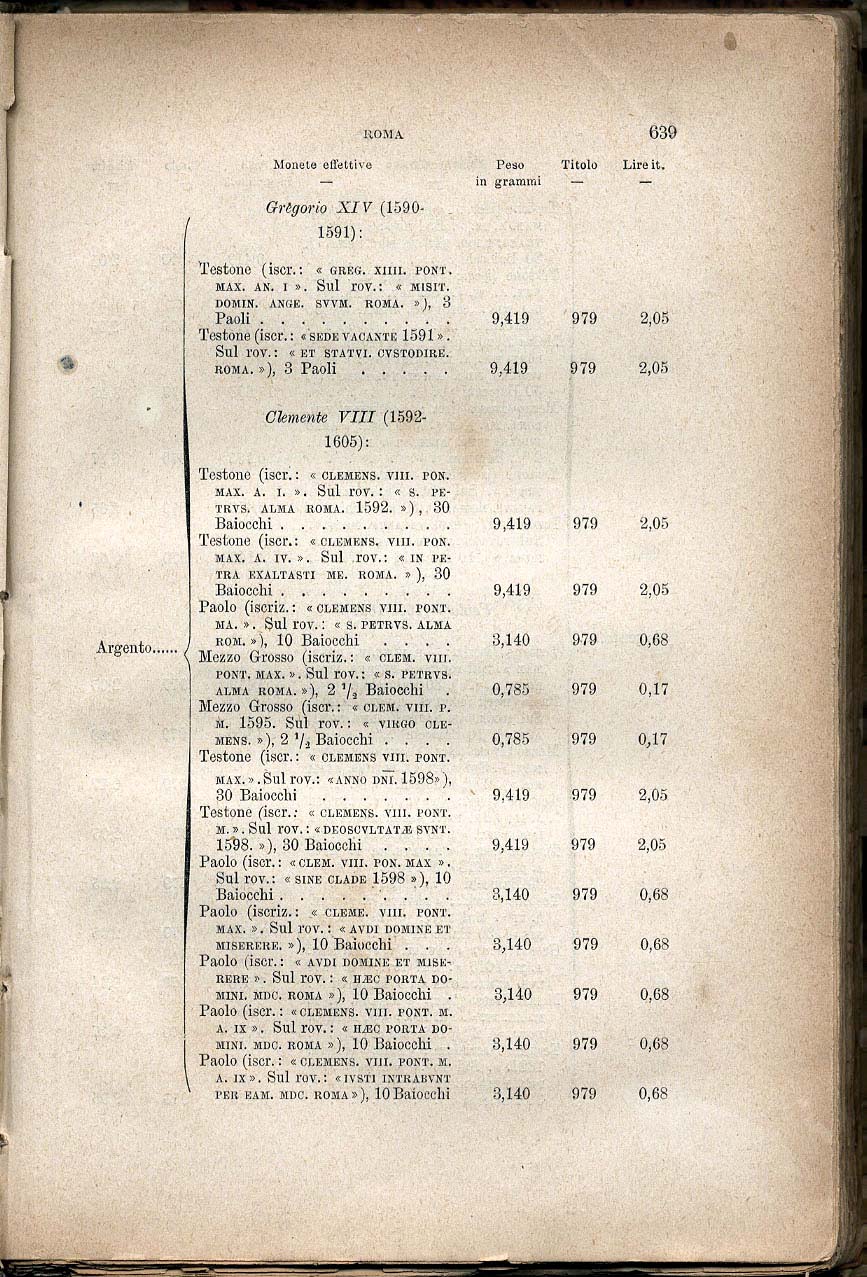 ROMA 639
Monete effettive Peso Titolo Lire it.
— in grammi — —
Gregorio XIV (1590-
1591):
Testone (iscr.: « GREG. XIIII. PONT.
MAX. AN. I ». Sul rov.: « MISIT.
DOMIN. ANGE. SVVM. ROMA. »), 3
Paoli . . . . . . . . . . 9,419 979 2,05
Testone (iscr.: « SEDE VACANTE 1591 ».
Sul rov.: « ET STATVI. CVSTODIRE.
ROMA. »), 3 Paoli . . . . . 9,419 979 2,05
Clemente VIII (1592-
1605):
Testone (iscr.: « CLEMENS. VIII. PON.
MAX. A. I. ». Sul rov.: « S. PE-
TRVS. ALMA ROMA. 1592. »), 30
Baiocchi . . . . . . . . . 9,419 979 2,05
Testone (iscr.: « CLEMENS. VIII. PON.
MAX. A. IV. ». Sul rov.: « IN PE-
TRA EXALTASTI ME. ROMA. »), 30
Baiocchi . . . . . . . . . 9,419 979 2,05
Paolo (iscriz.: « CLEMENS VIII. PONT.
MA. ». Sul rov.: « S. PETRVS. ALMA
ROM. »), 10 Baiocchi . . . . 3,140 979 0,68
Argento......
Mezzo Grosso (iscriz.: « CLEM. VIII.
PONT. MAX. ». Sul rov.: « S. PETRVS.
ALMA ROMA. »), 2 1/2 Baiocchi . 0,785 979 0,17
Mezzo Grosso (iscr.: « CLEM. VIII. P.
M. 1595. Sul rov.: « VIRGO CLE-
MENS. »), 2 1/2 Baiocchi . . . . 0,785 979 0,17
Testone (iscr.: « CLEMENS VIII. PONT.
MAX. ». Sul rov.: « ANNO DN̅I̅. 1598»),
30 Baiocchi . . . . . . . 9,419 979 2,05
Testone (iscr.: « CLEMENS. VIII. PONT.
M. ». Sul rov.: « DEOSCVLTATÆ SVNT.
1598. »), 30 Baiocchi . . . . 9,419 979 2,05
Paolo (iscr.: « CLEM. VIII. PON. MAX ».
Sul rov.: « SINE CLADE 1598 »), 10
Baiocchi . . . . . . . . . 3,140 979 0,68
Paolo (iscriz.: « CLEME. VIII. PONT.
MAX. ». Sul rov.: « AVDI DOMINE ET
MISERERE. »), 10 Baiocchi . . . 3,140 979 0,68
Paolo (iscr.: « AVDI DOMINE ET MISE-
RERE ». Sul rov.: « HÆC PORTA DO-
MINI. MDC. ROMA »), 10 Baiocchi . 3,140 979 0,68
Paolo (iscr.: « CLEMENS. VIII. PONT. M.
A. IX ». Sul rov.: « HÆC PORTA DO-
MINI. MDC. ROMA »), 10 Baiocchi . 3,140 979 0,68
Paolo (iscr.: « CLEMENS. VIII. PONT. M.
A. IX ». Sul rov.: « IVSTI INTRABVNT
PER EAM. MDC. ROMA »), 10 Baiocchi 3,140 979 0,68